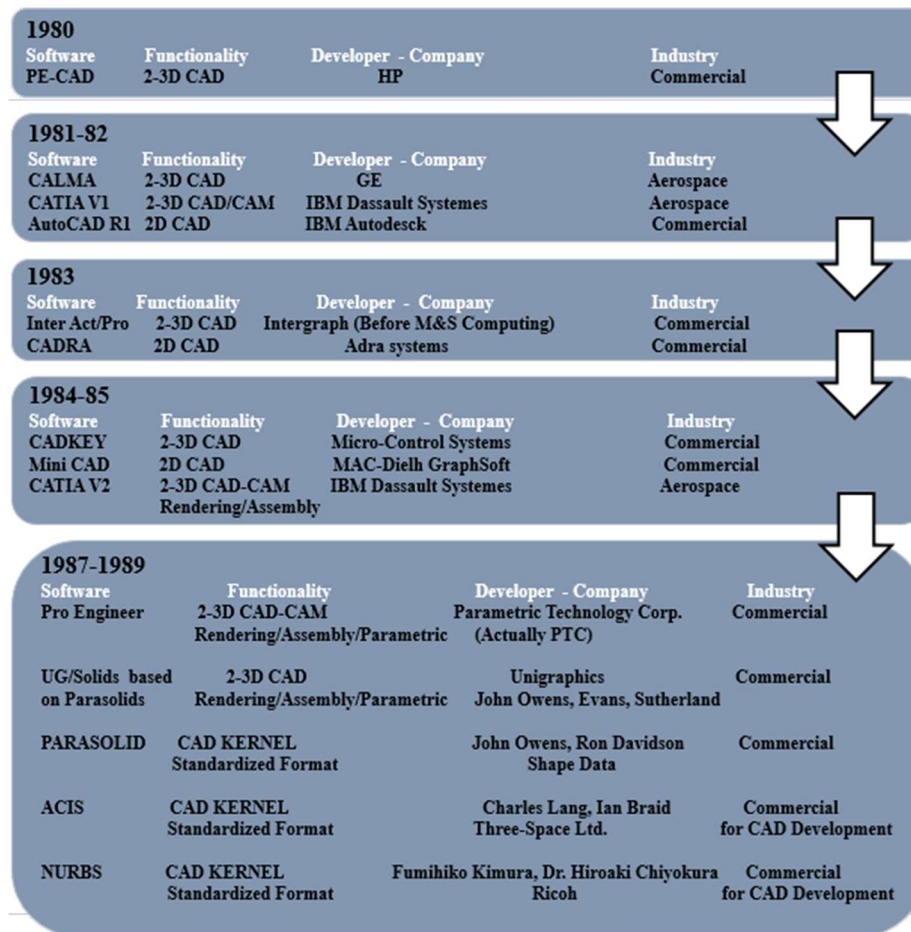 1980
Software Functionality Developer - Company Industry
PE-CAD 2-3D CAD HP Commercial
1981-82
Software Functionality Developer - Company Industry
CALMA 2-3D CAD GE Aerospace
CATIA V1 2-3D CAD/CAM IBM Dassault Systemes Aerospace
AutoCAD R1 2D CAD IBM Autodesck Commercial
1983
Software Functionality Developer - Company Industry
Inter Act/Pro 2-3D CAD Intergraph (Before M&S Computing) Commercial
CADRA 2D CAD Adra systems Commercial
1984-85
Software Functionality Developer - Company Industry
CADKEY 2-3D CAD Micro-Control Systems Commercial
Mini CAD 2D CAD MAC-Dielh GraphSoft Commercial
CATIA V2 2-3D CAD-CAM IBM Dassault Systemes Aerospace
Rendering/Assembly
1987-1989
Software Functionality Developer - Company Industry
Pro Engineer 2-3D CAD-CAM Parametric Technology Corp. Commercial
Rendering/Assembly/Parametric (Actually PTC)
UG/Solids based 2-3D CAD Unigraphics Commercial
on Parasolids Rendering/Assembly/Parametric John Owens, Evans, Sutherland
PARASOLID CAD KERNEL John Owens, Ron Davidson Commercial
Standardized Format Shape Data
ACIS CAD KERNEL Charles Lang, Ian Braid Commercial
Standardized Format Three-Space Ltd. for CAD Development
NURBS CAD KERNEL Fumihiko Kimura, Dr. Hiroaki Chiyokura Commercial
Standardized Format Ricoh for CAD Development